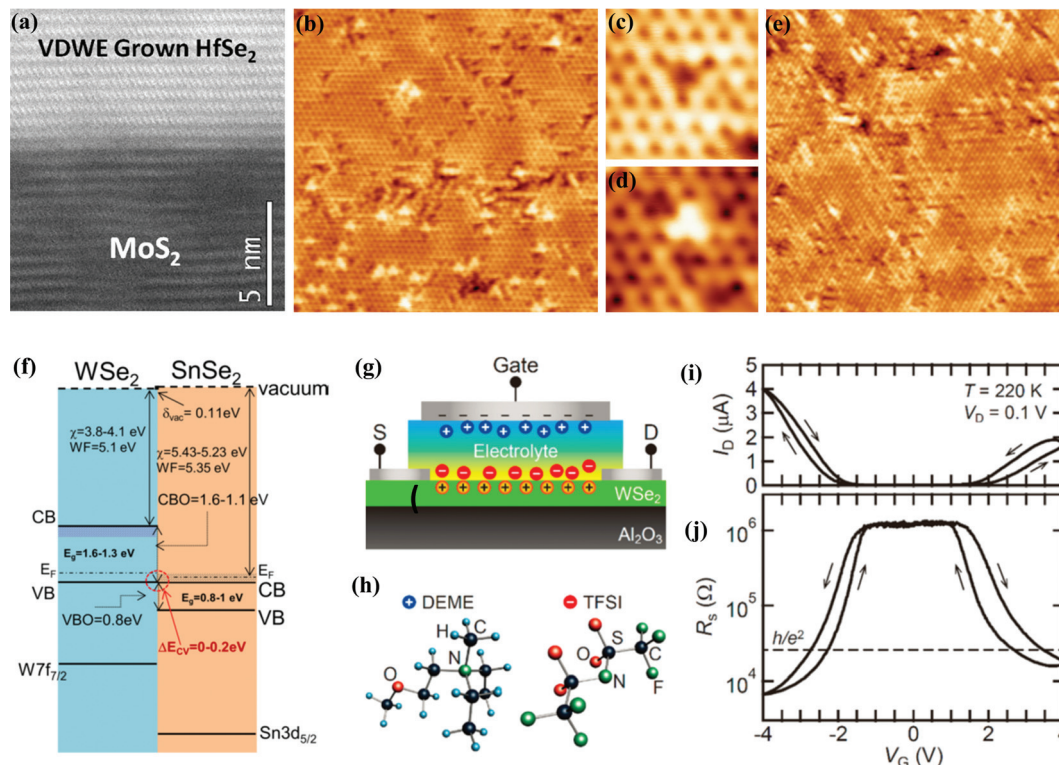 (a)
VDWE Grown HfSe2
MoS2
5 nm
(b)
(c)
(d)
(e)
(f)
WSe2 SnSe2
vacuum
δvac= 0.11eV
χ=3.8-4.1 eV
WF=5.1 eV
χ=5.43-5.23 eV
WF=5.35 eV
CBO=1.6-1.1 eV
CB
Eg=1.6-1.3 eV
EF
EF
VB
CB
Eg=0.8-1 eV
VBO=0.8eV
VB
ΔECV=0-0.2eV
W7f7/2
Sn3d5/2
(g)
Gate
S
D
Electrolyte
WSe2
Al2O3
(h)
DEME
TFSI
H
C
N
O
S
O
C
N
F
(i)
ID (μA)
5
4
3
2
1
0
T = 220 K
VD = 0.1 V
(j)
Rs (Ω)
10^6
10^5
10^4
h/e^2
-4 -2 0 2 4
VG (V)